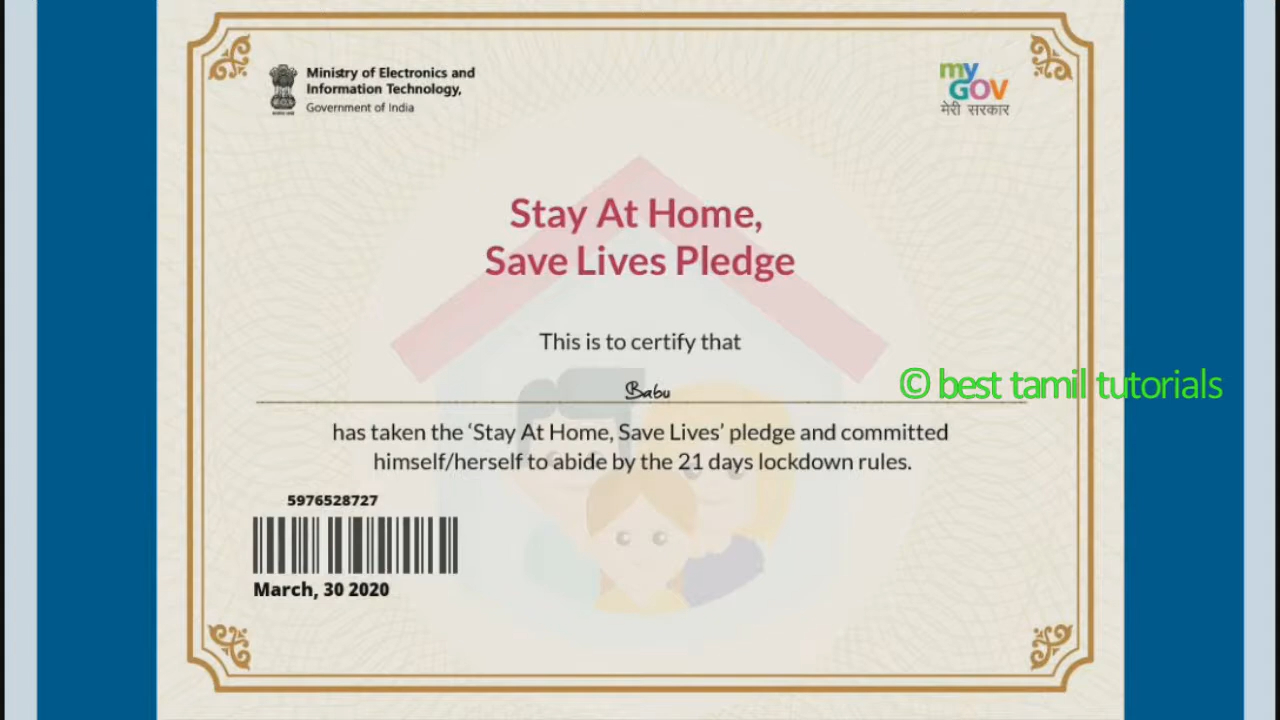 Ministry of Electronics and
Information Technology,
Government of India
my
GOV
मेरी सरकार
Stay At Home,
Save Lives Pledge
This is to certify that
Babu
© best tamil tutorials
has taken the ‘Stay At Home, Save Lives’ pledge and committed
himself/herself to abide by the 21 days lockdown rules.
5976528727
March, 30 2020